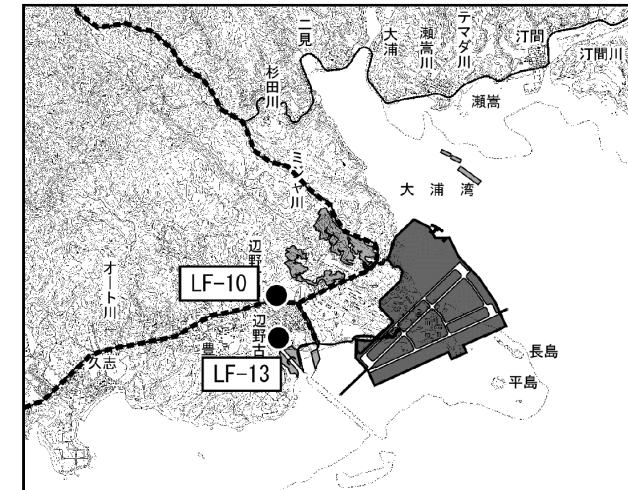 二見
杉田川
大浦
瀬嵩川
テマダ川
汀間
汀間川
瀬嵩
ミジャ川
大浦湾
辺野
LF-10
オート川
辺野古
豊
久志
LF-13
長島
平島